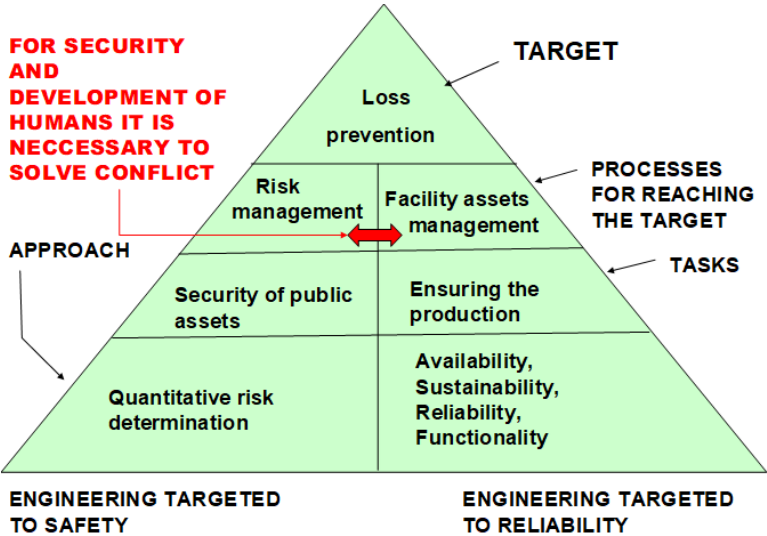 FOR SECURITY
AND
DEVELOPMENT OF
HUMANS IT IS
NECCESSARY TO
SOLVE CONFLICT
TARGET
Loss
prevention
PROCESSES
FOR REACHING
THE TARGET
Risk
management
Facility assets
management
APPROACH
TASKS
Security of public
assets
Ensuring the
production
Quantitative risk
determination
Availability,
Sustainability,
Reliability,
Functionality
ENGINEERING TARGETED
TO SAFETY
ENGINEERING TARGETED
TO RELIABILITY